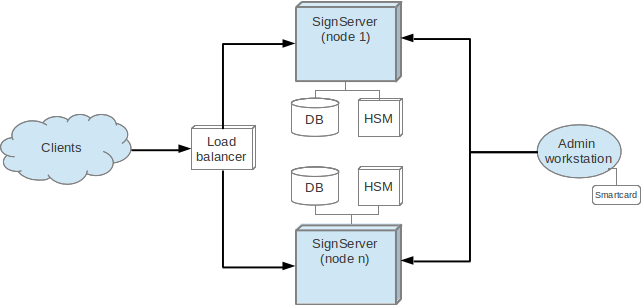 SignServer
(node 1)
DB
HSM
Clients
Load
balancer
Admin
workstation
Smartcard
DB
HSM
SignServer
(node n)